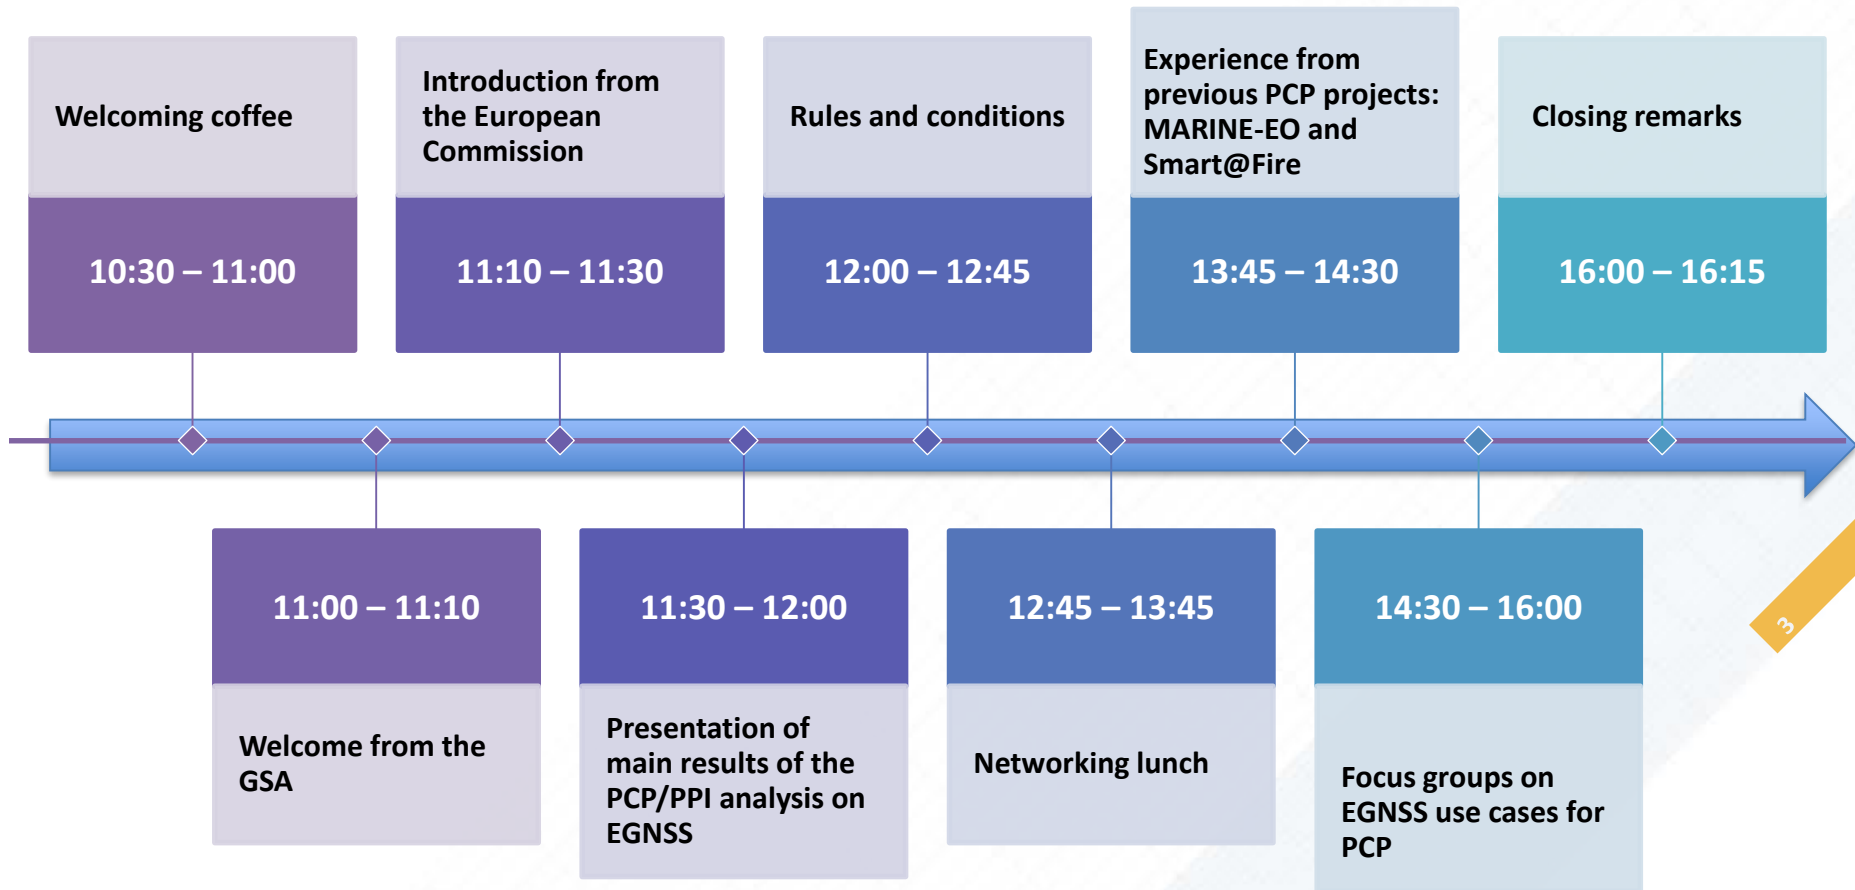 Welcoming coffee
10:30 – 11:00
Introduction from
the European
Commission
11:10 – 11:30
Rules and conditions
12:00 – 12:45
Experience from
previous PCP projects:
MARINE-EO and
Smart@Fire
13:45 – 14:30
Closing remarks
16:00 – 16:15
11:00 – 11:10
Welcome from the
GSA
11:30 – 12:00
Presentation of
main results of the
PCP/PPI analysis on
EGNSS
12:45 – 13:45
Networking lunch
14:30 – 16:00
Focus groups on
EGNSS use cases for
PCP
3